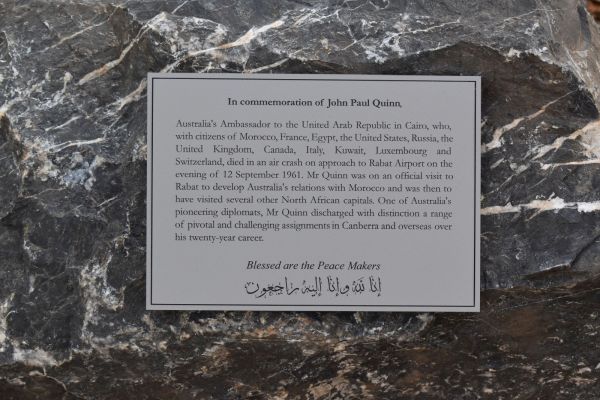 In commemoration of John Paul Quinn,
Australia's Ambassador to the United Arab Republic in Cairo, who,
with citizens of Morocco, France, Egypt, the United States, Russia, the
United Kingdom, Canada, Italy, Kuwait, Luxembourg and
Switzerland, died in an air crash on approach to Rabat Airport on the
evening of 12 September 1961. Mr Quinn was on an official visit to
Rabat to develop Australia's relations with Morocco and was then to
have visited several other North African capitals. One of Australia's
pioneering diplomats, Mr Quinn discharged with distinction a range
of pivotal and challenging assignments in Canberra and overseas over
his twenty-year career.
Blessed are the Peace Makers
إنا لله وإنا إليه راجعون